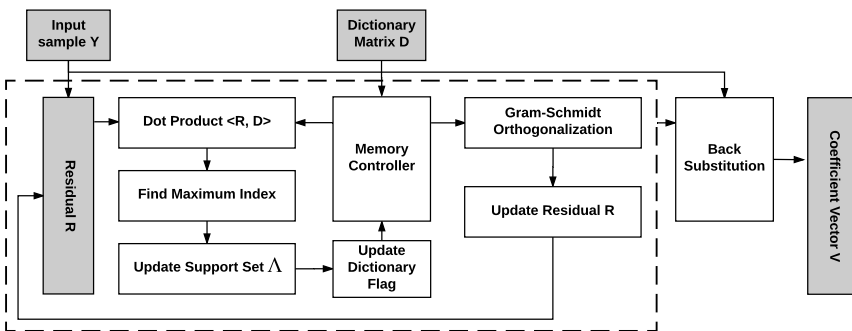 Input
sample Y
Dictionary
Matrix D
Residual R
Dot Product <R, D>
Find Maximum Index
Update Support Set Λ
Memory
Controller
Update
Dictionary
Flag
Gram-Schmidt
Orthogonalization
Update Residual R
Back
Substitution
Coefficient Vector V